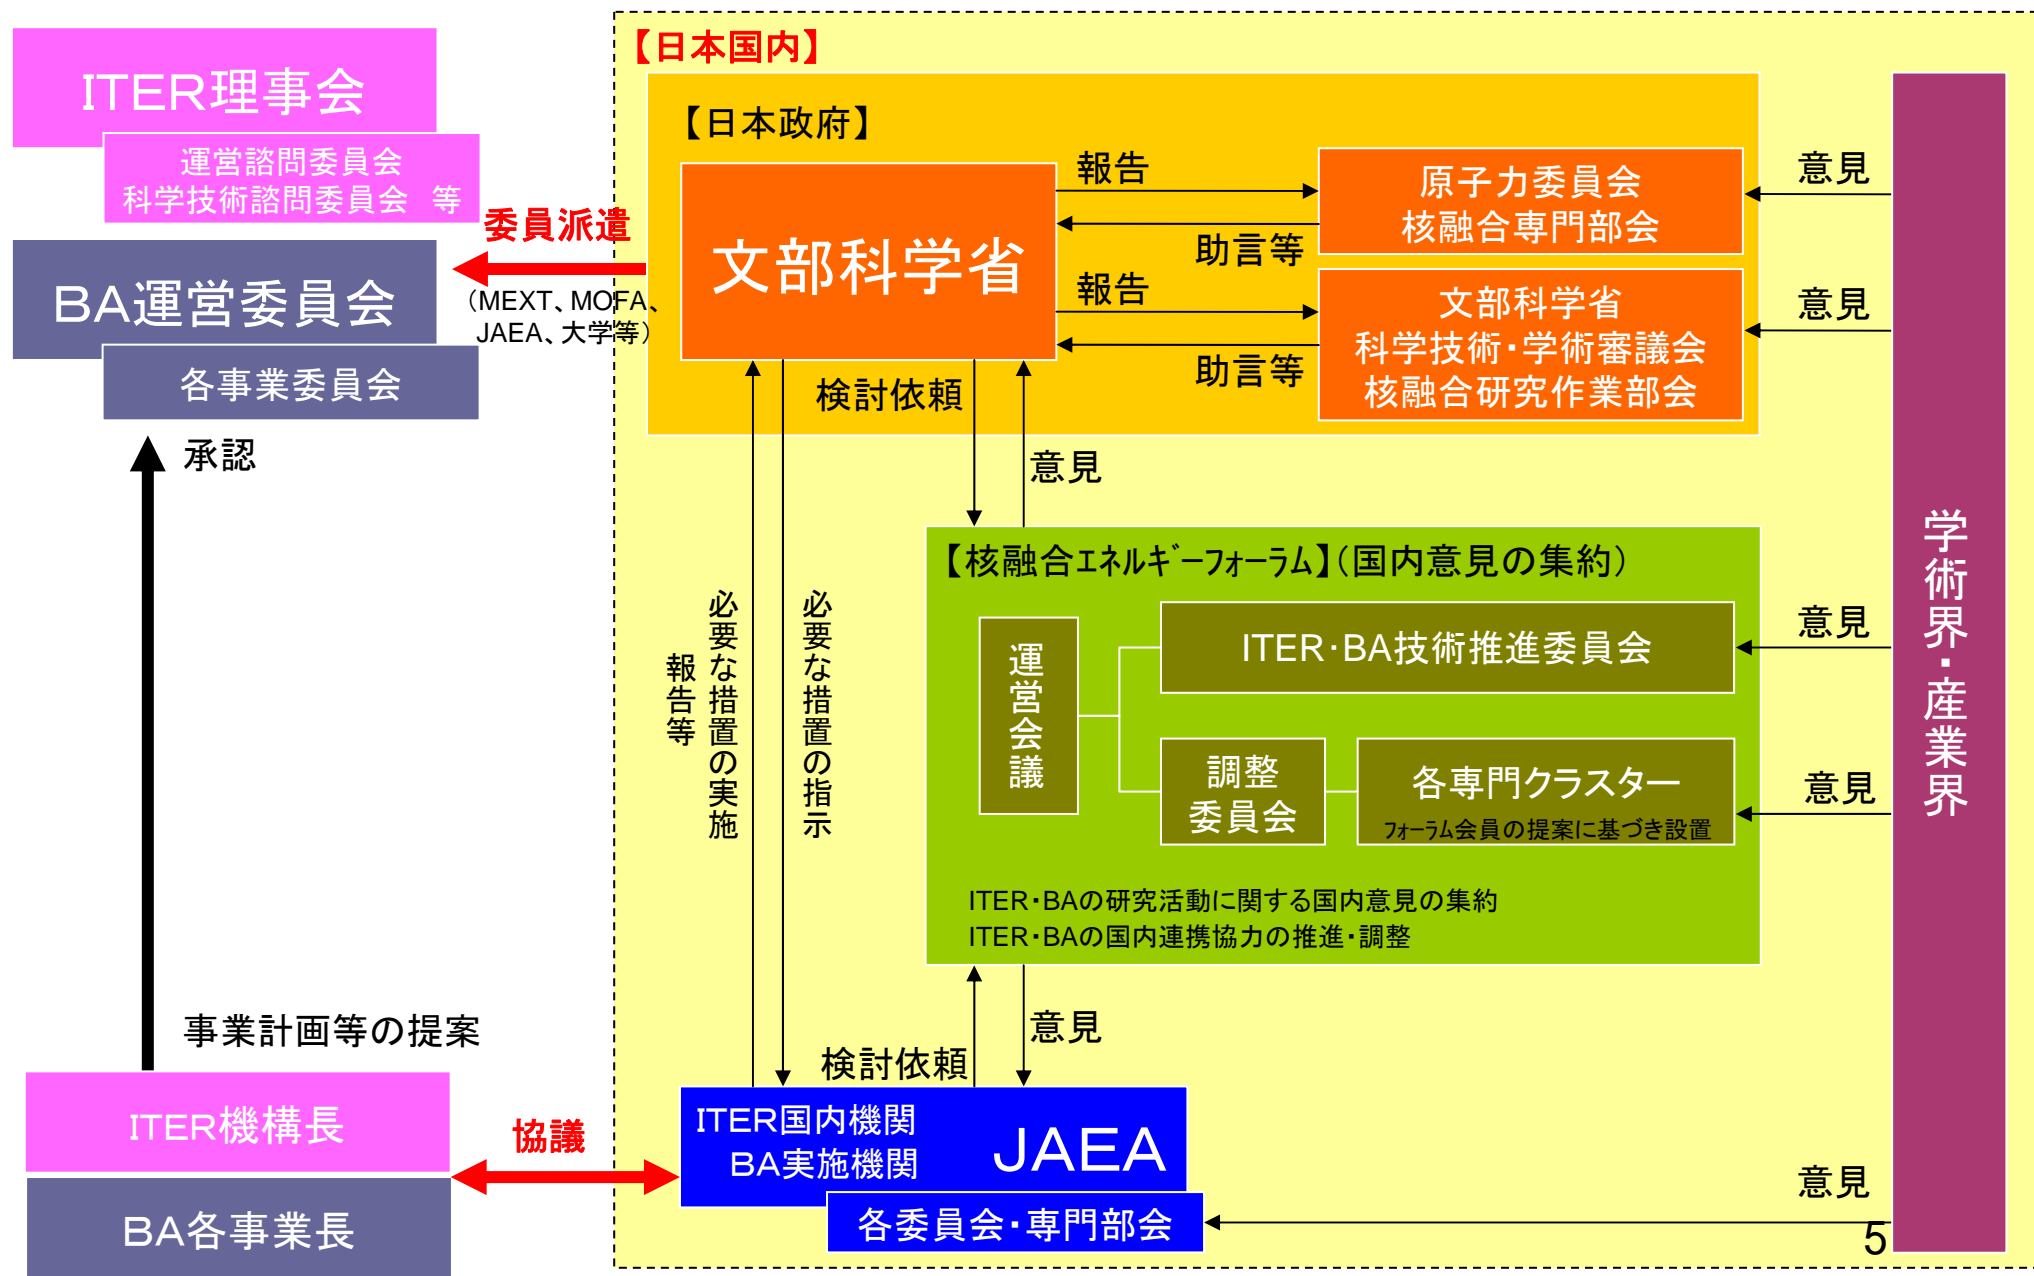 ITER理事会
運営諮問委員会
科学技術諮問委員会　等
BA運営委員会
各事業委員会
承認
事業計画等の提案
ITER機構長
BA各事業長
委員派遣
（MEXT、MOFA、
JAEA、大学等）
協議
【日本国内】
【日本政府】
文部科学省
報告
助言等
報告
助言等
原子力委員会
核融合専門部会
文部科学省
科学技術・学術審議会
核融合研究作業部会
意見
意見
検討依頼
意見
必要な措置の実施
報告等
必要な措置の指示
【核融合ｴﾈﾙｷﾞｰﾌｫｰﾗﾑ】（国内意見の集約）
運営会議
ITER・BA技術推進委員会
調整
委員会
各専門クラスター
ﾌｫｰﾗﾑ会員の提案に基づき設置
ITER・BAの研究活動に関する国内意見の集約
ITER・BAの国内連携協力の推進・調整
意見
意見
検討依頼
意見
ITER国内機関
BA実施機関
JAEA
各委員会・専門部会
意見
学術界・産業界
5